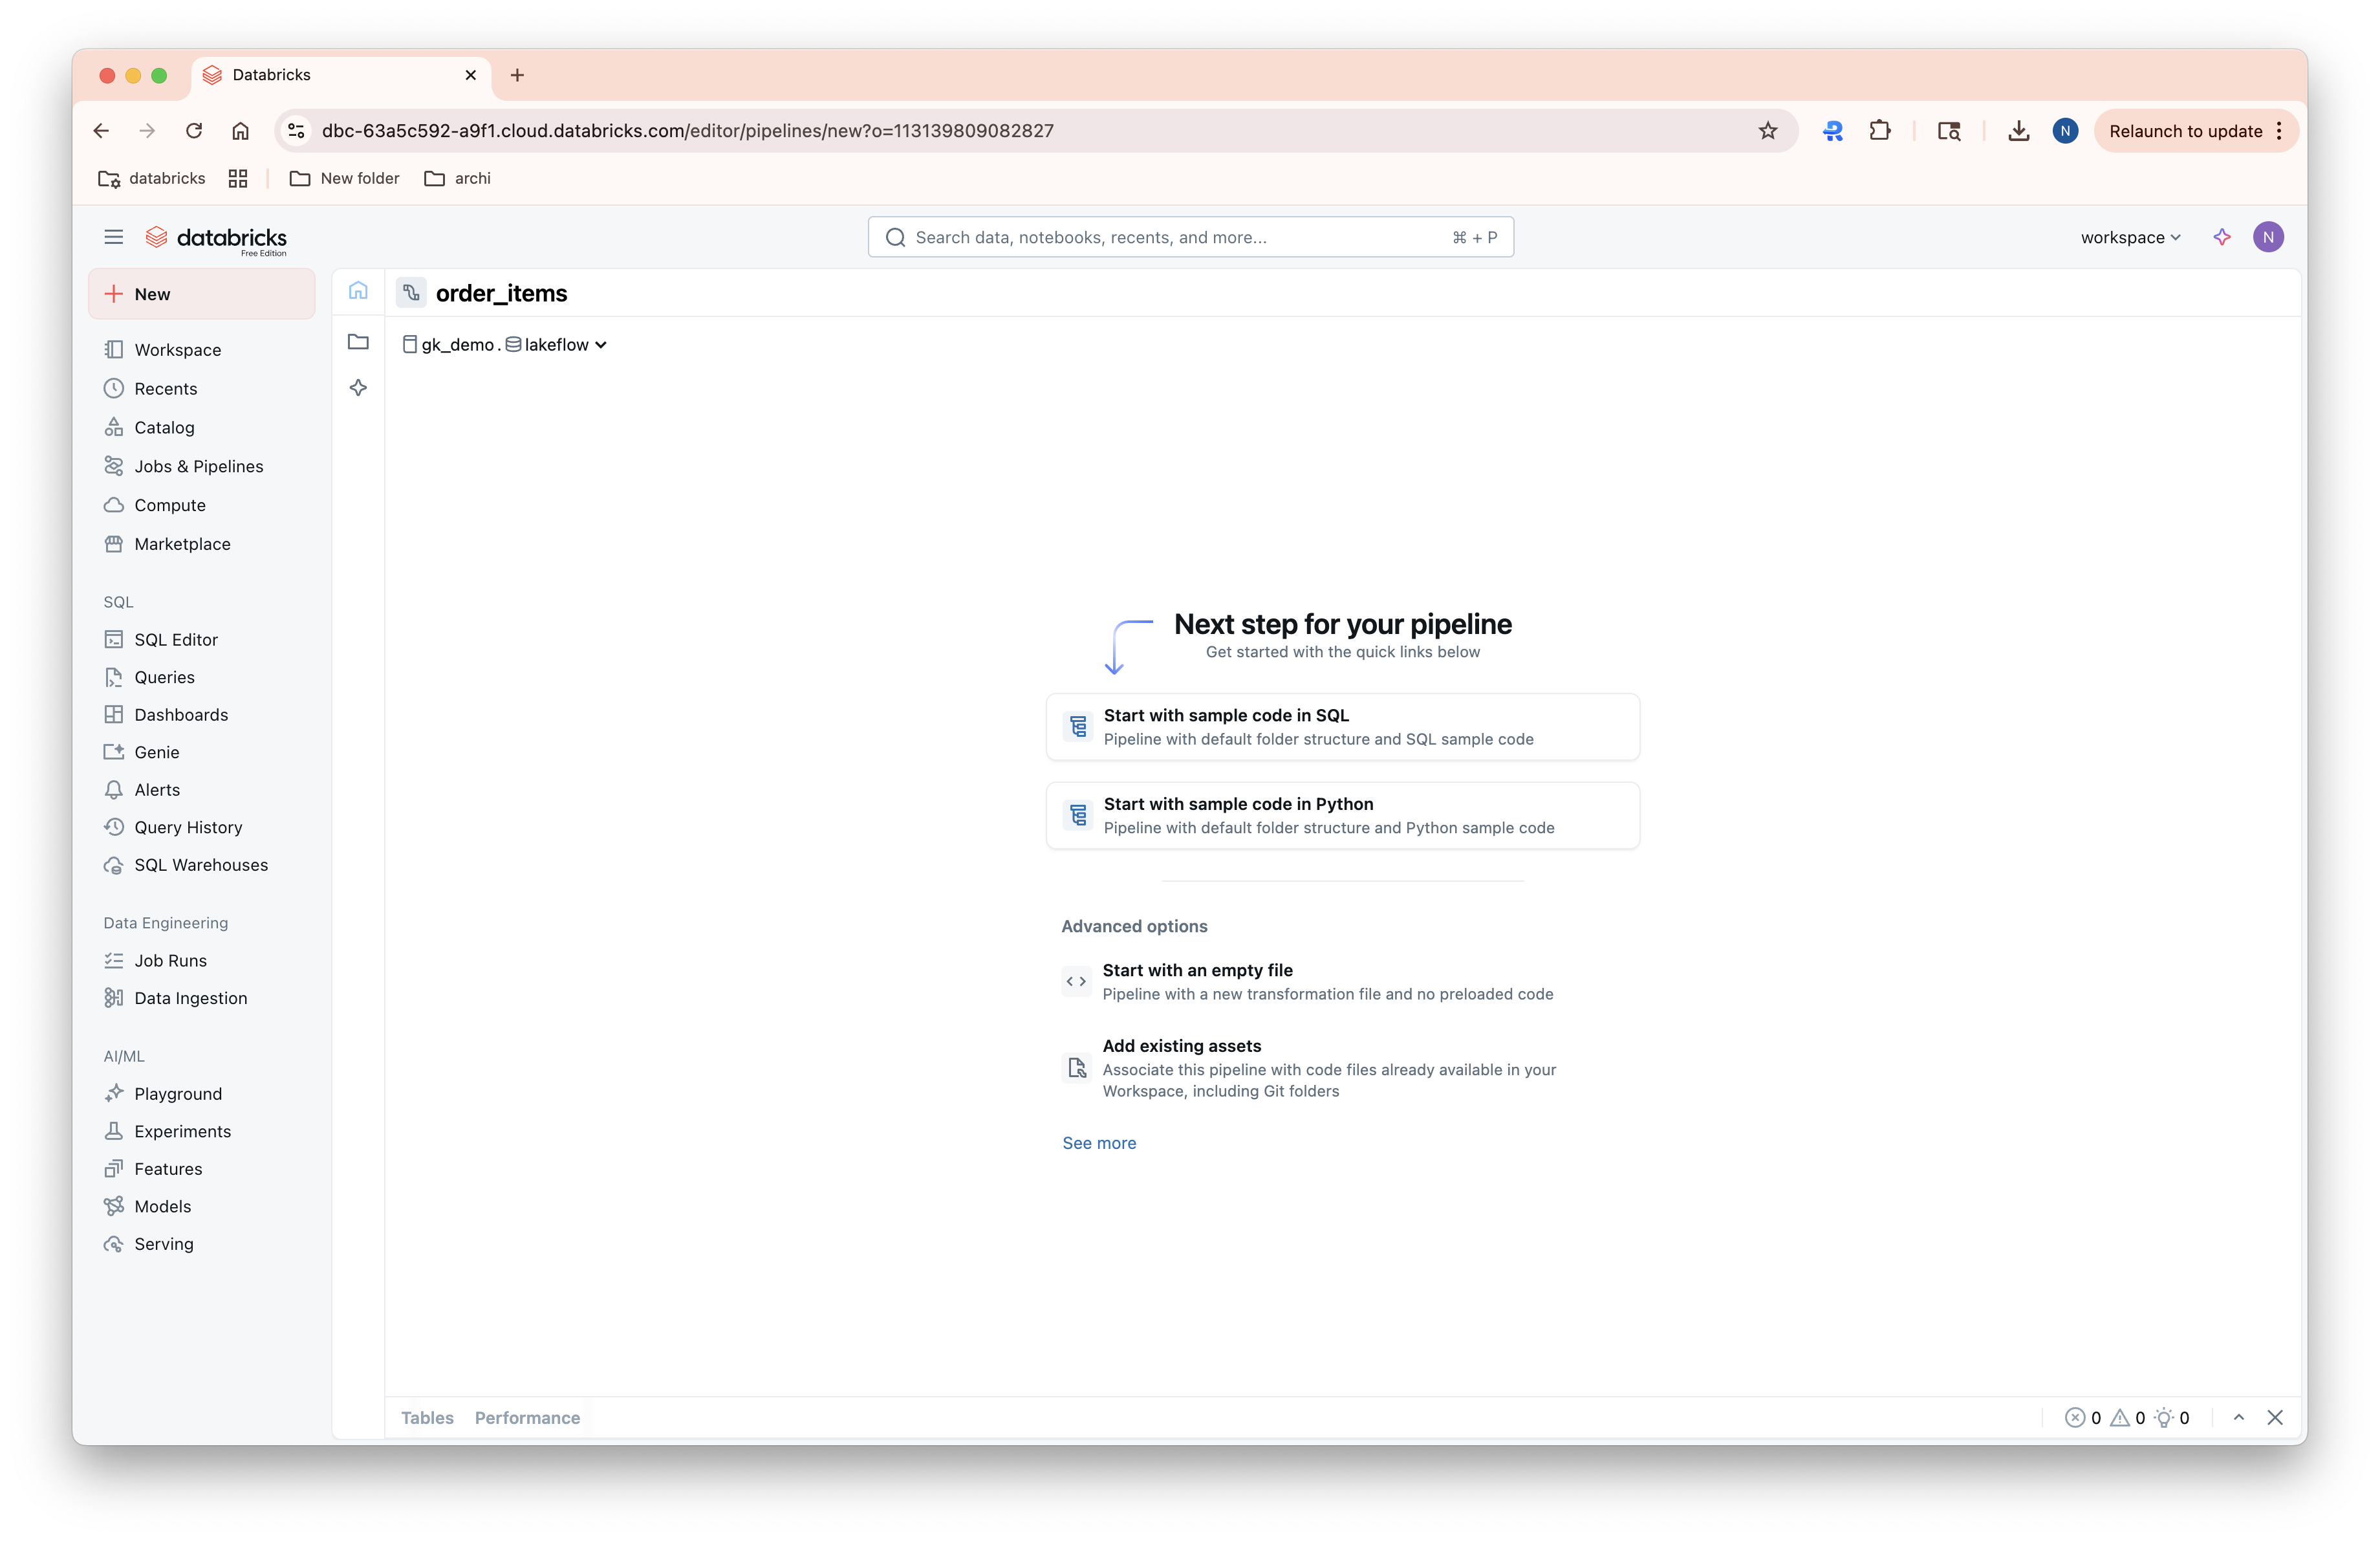 Databricks
dbc-63a5c592-a9f1.cloud.databricks.com/editor/pipelines/new?o=113139809082827
N
Relaunch to update
databricks
New folder
archi
databricks
Free Edition
Search data, notebooks, recents, and more...
⌘ + P
workspace
N
New
Workspace
Recents
Catalog
Jobs & Pipelines
Compute
Marketplace
SQL
SQL Editor
Queries
Dashboards
Genie
Alerts
Query History
SQL Warehouses
Data Engineering
Job Runs
Data Ingestion
AI/ML
Playground
Experiments
Features
Models
Serving
order_items
gk_demo . lakeflow
Next step for your pipeline
Get started with the quick links below
Start with sample code in SQL
Pipeline with default folder structure and SQL sample code
Start with sample code in Python
Pipeline with default folder structure and Python sample code
Advanced options
Start with an empty file
Pipeline with a new transformation file and no preloaded code
Add existing assets
Associate this pipeline with code files already available in your
Workspace, including Git folders
See more
Tables Performance
0 0 0